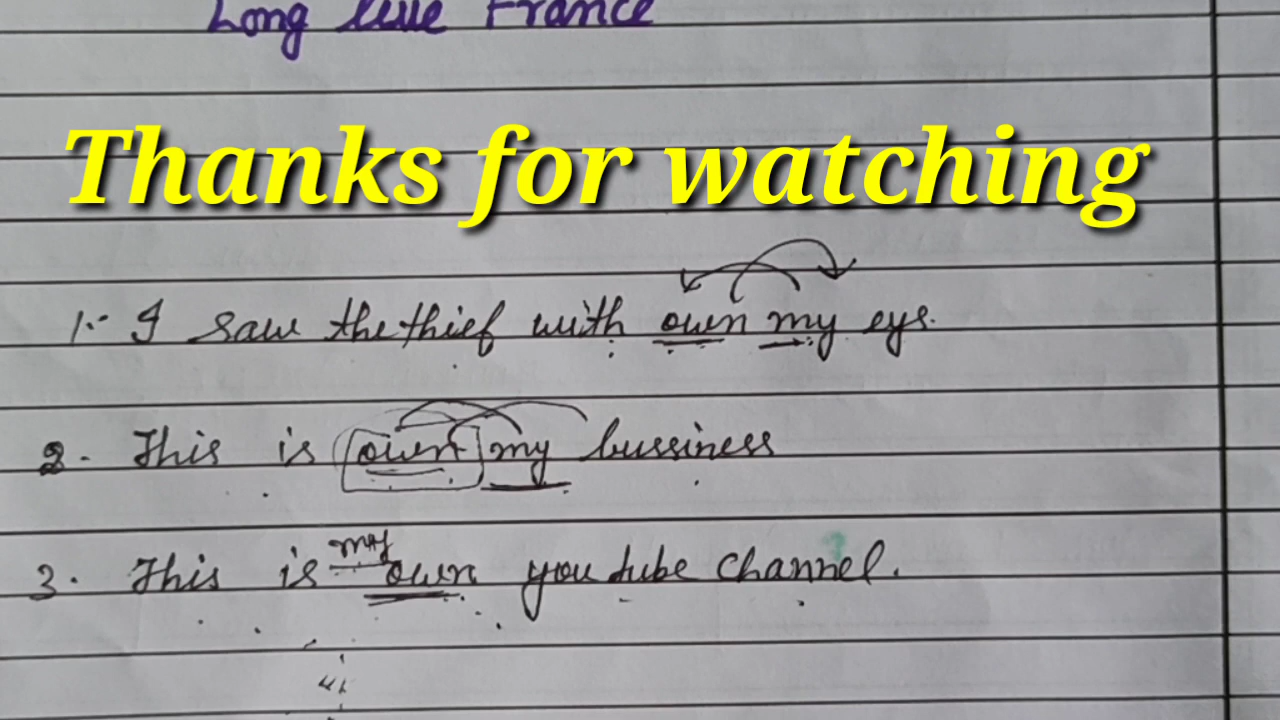 Long live France
Thanks for watching
1.- I saw the thief with own my eye.
2. This is own my bussiness
my
3. This is own you tube channel.